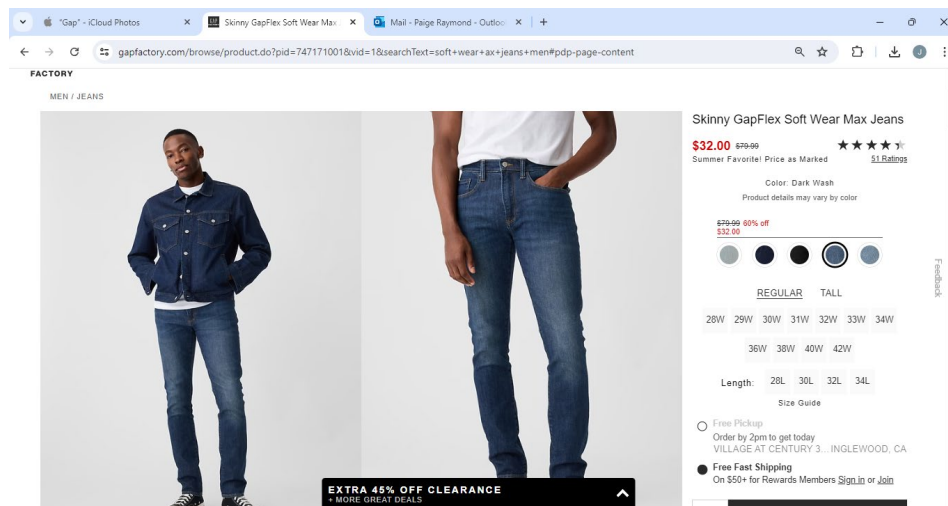 "Gap" - iCloud Photos
Skinny GapFlex Soft Wear Max
Mail - Paige Raymond - Outloo
gapfactory.com/browse/product.do?pid=747171001&vid=1&searchText=soft+wear+ax+jeans+men#pdp-page-content
J
FACTORY
MEN / JEANS
Skinny GapFlex Soft Wear Max Jeans
$32.00 $79.99
Summer Favorite! Price as Marked 51 Ratings
Color: Dark Wash
Product details may vary by color
$79.99 60% off
$32.00
Feedback
REGULAR TALL
28W 29W 30W 31W 32W 33W 34W
36W 38W 40W 42W
Length: 28L 30L 32L 34L
Size Guide
Free Pickup
Order by 2pm to get today
VILLAGE AT CENTURY 3... INGLEWOOD, CA
Free Fast Shipping
On $50+ for Rewards Members Sign in or Join
EXTRA 45% OFF CLEARANCE
+ MORE GREAT DEALS